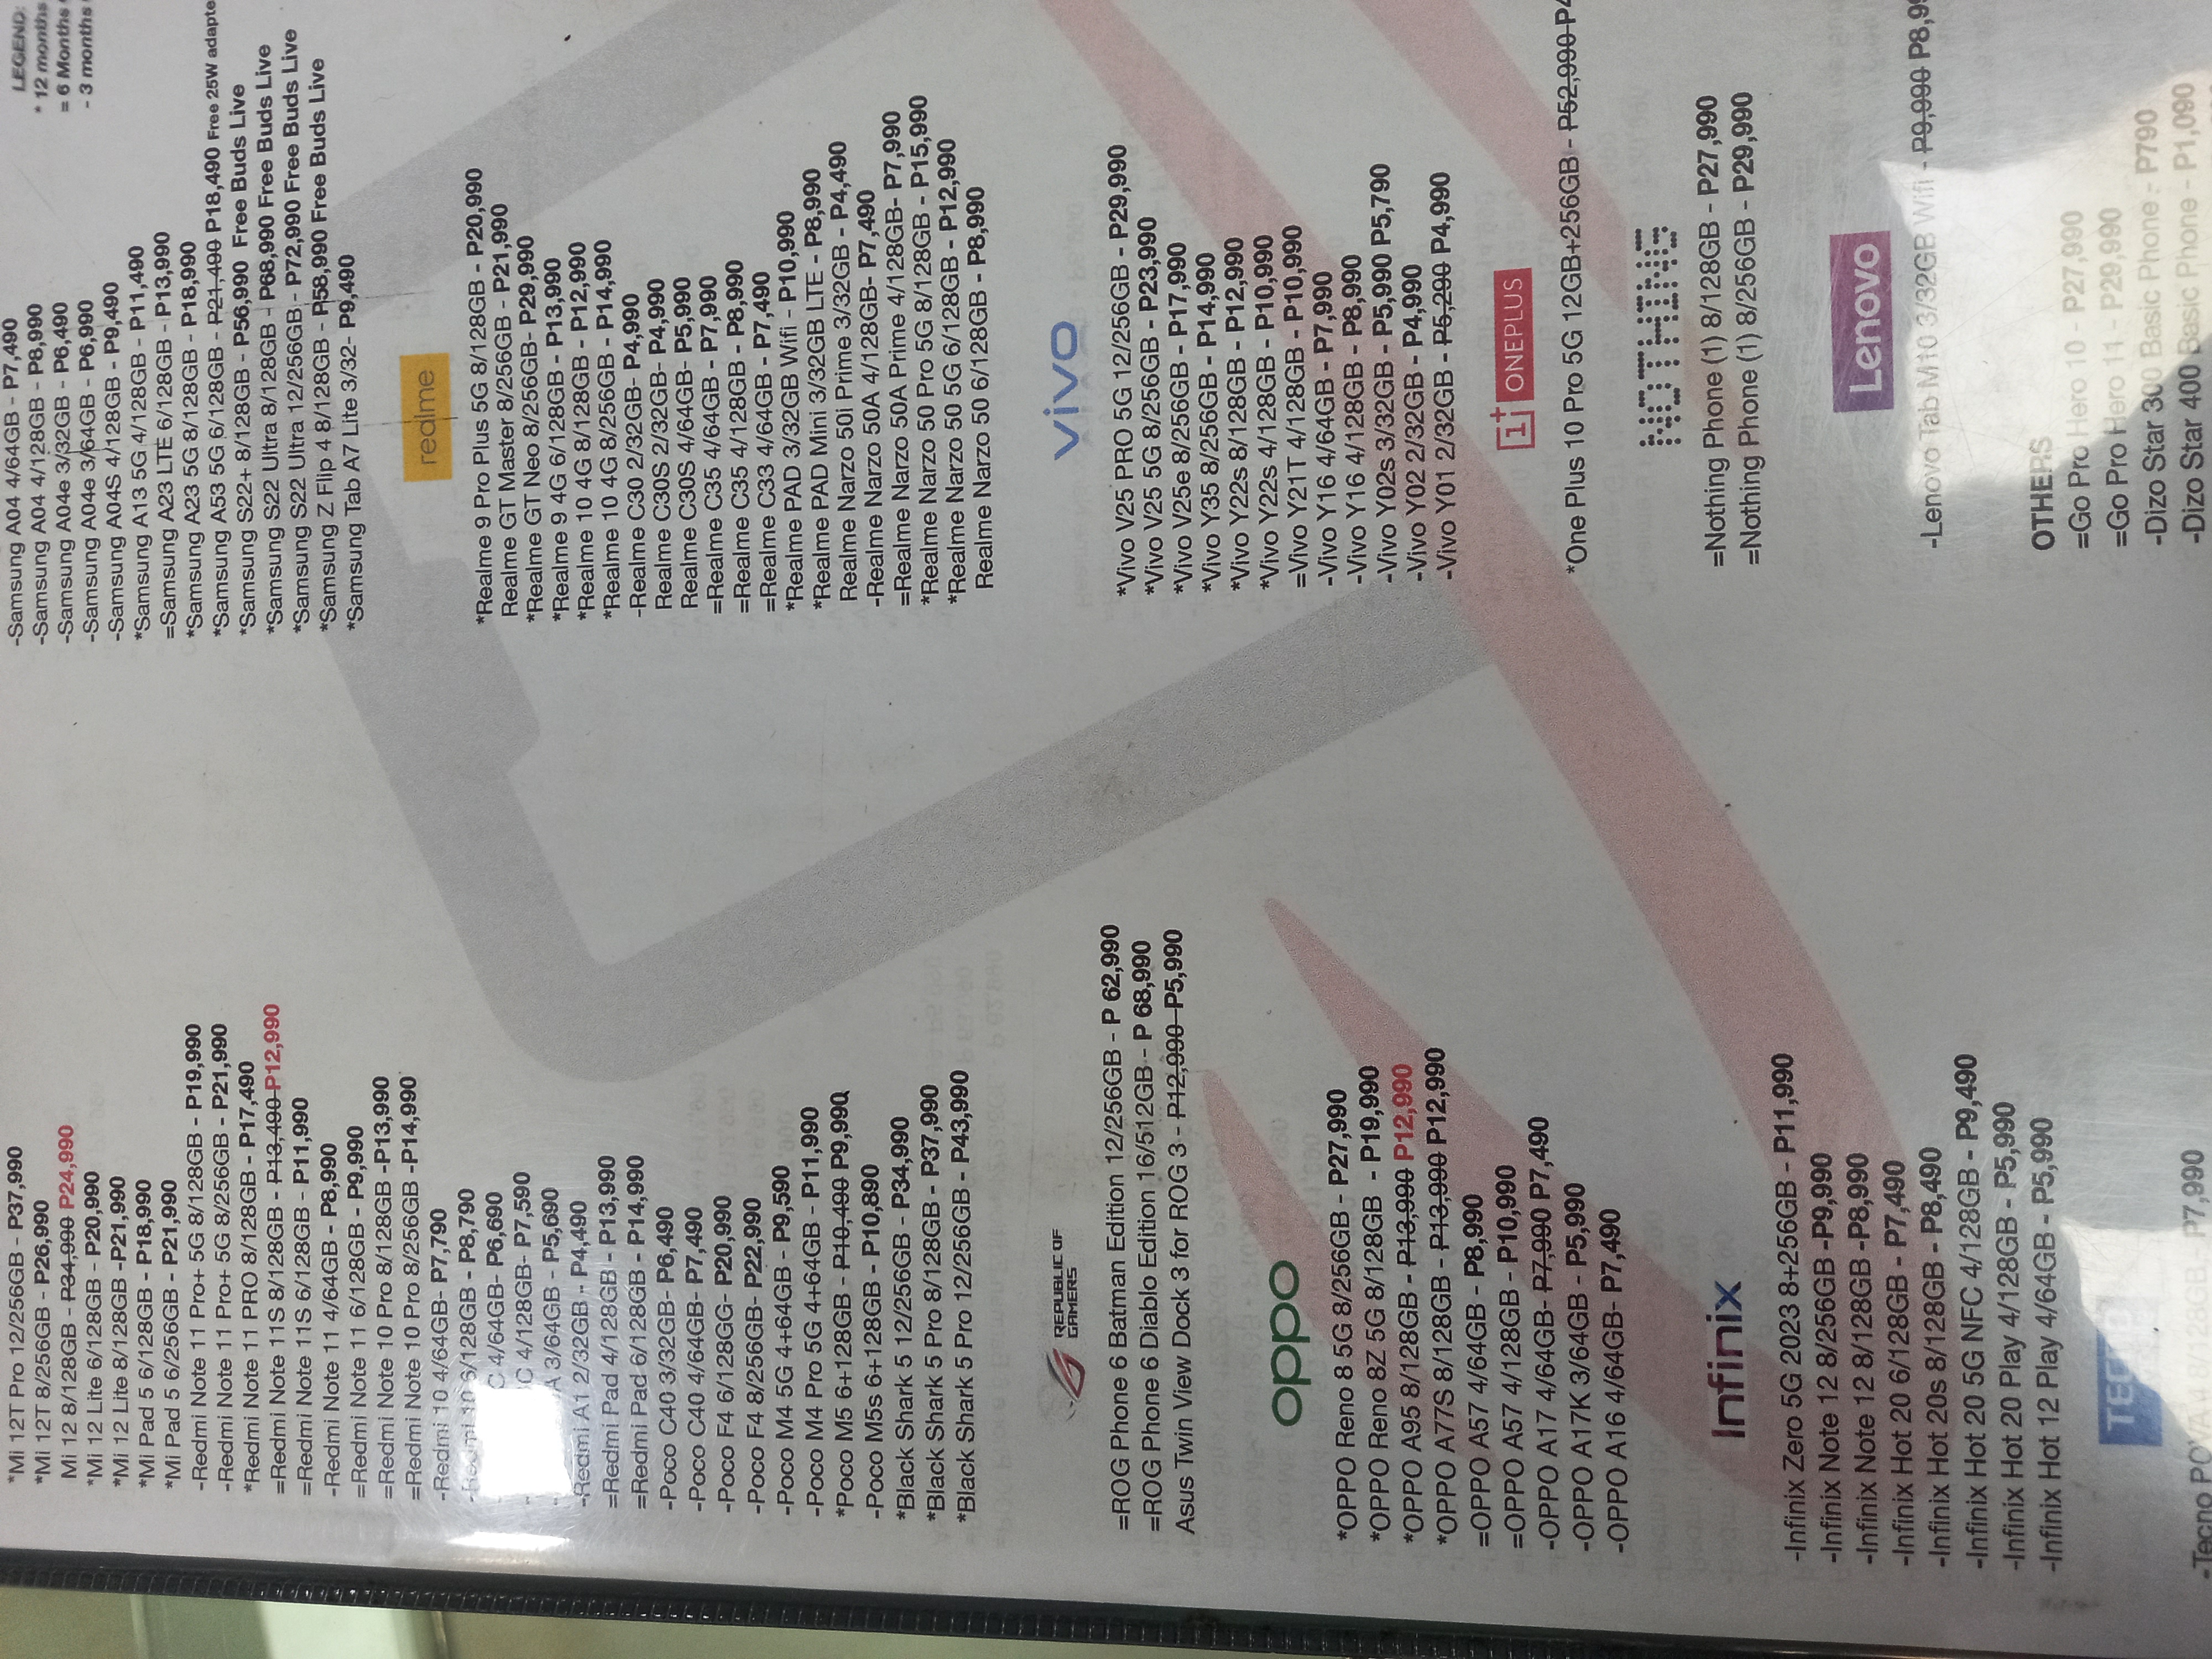 *Mi 12T Pro 12/256GB - P37,990
*Mi 12T 8/256GB - P26,990
Mi 12 8/128GB - P34,990 P24,990
*Mi 12 Lite 6/128GB - P20,990
*Mi 12 Lite 8/128GB -P21,990
*Mi Pad 5 6/128GB - P18,990
*Mi Pad 5 6/256GB - P21,990
-Redmi Note 11 Pro+ 5G 8/128GB - P19,990
-Redmi Note 11 Pro+ 5G 8/256GB - P21,990
*Redmi Note 11 PRO 8/128GB - P17,490
=Redmi Note 11S 8/128GB - P13,490 P12,990
=Redmi Note 11S 6/128GB - P11,990
-Redmi Note 11 4/64GB - P8,990
=Redmi Note 11 6/128GB - P9,990
=Redmi Note 10 Pro 8/128GB -P13,990
=Redmi Note 10 Pro 8/256GB -P14,990
-Redmi 10 4/64GB- P7,790
-Redmi 10 6/128GB - P8,790
C 4/64GB- P6,690
C 4/128GB- P7,590
A 3/64GB - P5,690
-Redmi A1 2/32GB - P4,490
=Redmi Pad 4/128GB - P13,990
=Redmi Pad 6/128GB - P14,990
-Poco C40 3/32GB- P6,490
-Poco C40 4/64GB- P7,490
-Poco F4 6/128GG- P20,990
-Poco F4 8/256GB- P22,990
-Poco M4 5G 4+64GB - P9,590
-Poco M4 Pro 5G 4+64GB - P11,990
*Poco M5 6+128GB - P10,490 P9,990
-Poco M5s 6+128GB - P10,890
*Black Shark 5 12/256GB - P34,990
*Black Shark 5 Pro 8/128GB - P37,990
*Black Shark 5 Pro 12/256GB - P43,990
REPUBLIC OF
GAMERS
=ROG Phone 6 Batman Edition 12/256GB - P 62,990
=ROG Phone 6 Diablo Edition 16/512GB - P 68,990
Asus Twin View Dock 3 for ROG 3 - P12,990 P5,990
oppo
*OPPO Reno 8 5G 8/256GB - P27,990
*OPPO Reno 8Z 5G 8/128GB - P19,990
*OPPO A95 8/128GB - P13,990 P12,990
*OPPO A77S 8/128GB - P13,990 P12,990
=OPPO A57 4/64GB - P8,990
=OPPO A57 4/128GB - P10,990
-OPPO A17 4/64GB- P7,990 P7,490
-OPPO A17K 3/64GB - P5,990
-OPPO A16 4/64GB- P7,490
Infinix
-Infinix Zero 5G 2023 8+256GB - P11,990
-Infinix Note 12 8/256GB -P9,990
-Infinix Note 12 8/128GB -P8,990
-Infinix Hot 20 6/128GB - P7,490
-Infinix Hot 20s 8/128GB - P8,490
-Infinix Hot 20 5G NFC 4/128GB - P9,490
-Infinix Hot 20 Play 4/128GB - P5,990
-Infinix Hot 12 Play 4/64GB - P5,990
TECNO
-Tecno POVA 4 8/128GB - P7,990
-Samsung A04 4/64GB - P7,490
-Samsung A04 4/128GB - P8,990
-Samsung A04e 3/32GB - P6,490
-Samsung A04e 3/64GB - P6,990
-Samsung A04S 4/128GB - P9,490
*Samsung A13 5G 4/128GB - P11,490
=Samsung A23 LTE 6/128GB - P13,990
*Samsung A23 5G 8/128GB - P18,990
*Samsung A53 5G 6/128GB - P21,490 P18,490 Free 25W adapte
*Samsung S22+ 8/128GB - P56,990 Free Buds Live
*Samsung S22 Ultra 8/128GB - P68,990 Free Buds Live
*Samsung S22 Ultra 12/256GB - P72,990 Free Buds Live
*Samsung Z Flip 4 8/128GB - P58,990 Free Buds Live
*Samsung Tab A7 Lite 3/32- P9,490
LEGEND:
* 12 months
= 6 Months
- 3 months
realme
*Realme 9 Pro Plus 5G 8/128GB - P20,990
Realme GT Master 8/256GB - P21,990
*Realme GT Neo 8/256GB- P29,990
*Realme 9 4G 6/128GB - P13,990
*Realme 10 4G 8/128GB - P12,990
*Realme 10 4G 8/256GB - P14,990
-Realme C30 2/32GB- P4,990
Realme C30S 2/32GB- P4,990
Realme C30S 4/64GB- P5,990
=Realme C35 4/64GB - P7,990
=Realme C35 4/128GB - P8,990
=Realme C33 4/64GB - P7,490
*Realme PAD 3/32GB Wifi - P10,990
*Realme PAD Mini 3/32GB LTE - P8,990
Realme Narzo 50i Prime 3/32GB - P4,490
-Realme Narzo 50A 4/128GB- P7,490
=Realme Narzo 50A Prime 4/128GB- P7,990
*Realme Narzo 50 Pro 5G 8/128GB - P15,990
*Realme Narzo 50 5G 6/128GB - P12,990
Realme Narzo 50 6/128GB - P8,990
vivo
*Vivo V25 PRO 5G 12/256GB - P29,990
*Vivo V25 5G 8/256GB - P23,990
*Vivo V25e 8/256GB - P17,990
*Vivo Y35 8/256GB - P14,990
*Vivo Y22s 8/128GB - P12,990
*Vivo Y22s 4/128GB - P10,990
=Vivo Y21T 4/128GB - P10,990
-Vivo Y16 4/64GB - P7,990
-Vivo Y16 4/128GB - P8,990
-Vivo Y02s 3/32GB - P5,990 P5,790
-Vivo Y02 2/32GB - P4,990
-Vivo Y01 2/32GB - P5,290 P4,990
1+ ONEPLUS
*One Plus 10 Pro 5G 12GB+256GB - P52,990 P4
NOTHING
=Nothing Phone (1) 8/128GB - P27,990
=Nothing Phone (1) 8/256GB - P29,990
Lenovo
-Lenovo Tab M10 3/32GB Wifi - P9,990 P8,99
OTHERS
=Go Pro Hero 10 - P27,990
=Go Pro Hero 11 - P29,990
-Dizo Star 300 Basic Phone - P790
-Dizo Star 400 Basic Phone - P1,090